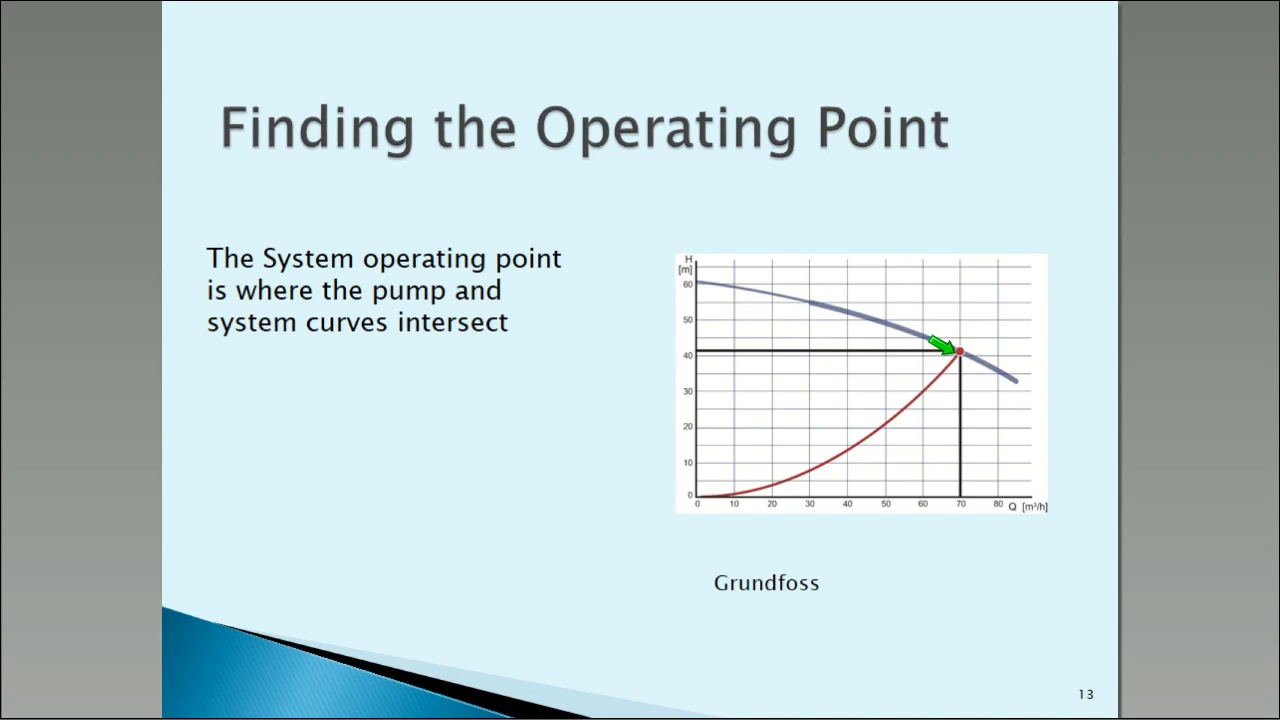 Finding the Operating Point
The System operating point
is where the pump and
system curves intersect
H
[m]
60
50
40
30
20
10
0
0 10 20 30 40 50 60 70 80 Q [m³/h]
Grundfoss
13